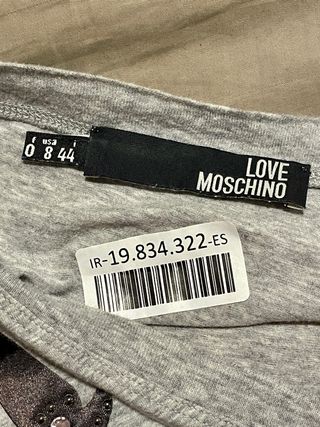 f usa i
0 8 44
LOVE
MOSCHINO
IR-19.834.322-ES